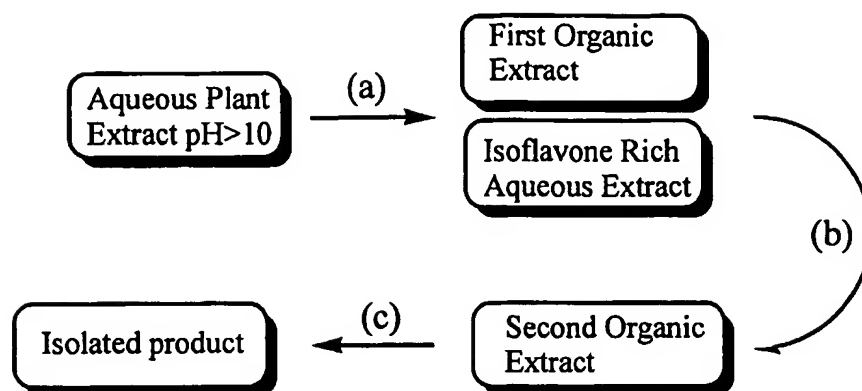 Aqueous Plant
Extract pH>10
(a)
First Organic
Extract
Isoflavone Rich
Aqueous Extract
(b)
Second Organic
Extract
(c)
Isolated product